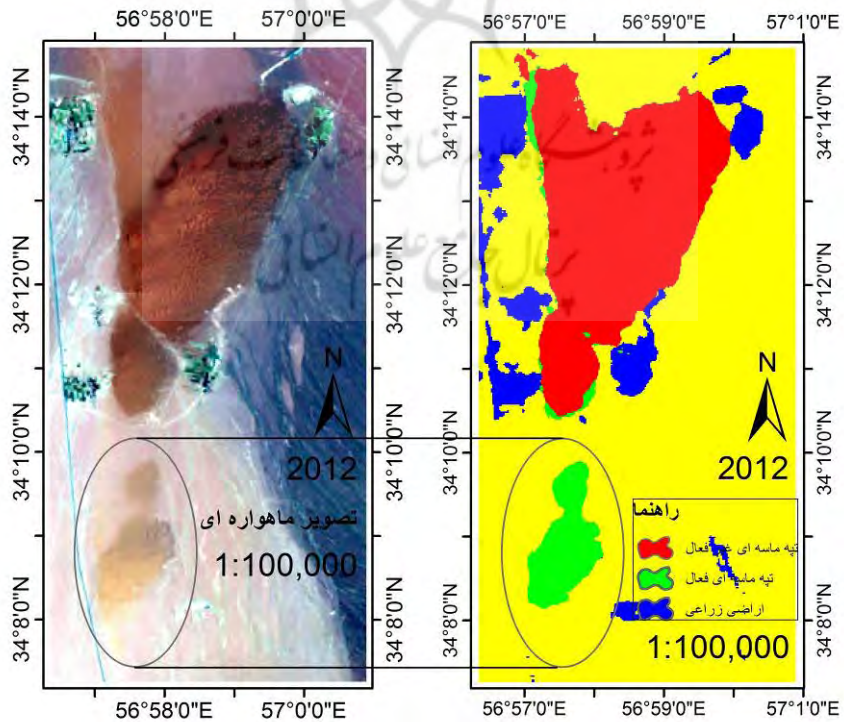 56°58'0"E 57°0'0"E
56°57'0"E 56°59'0"E 57°1'0"E
34°14'0"N
34°12'0"N
34°10'0"N
34°8'0"N
34°14'0"N
34°12'0"N
34°10'0"N
34°8'0"N
N
2012
تصویر ماهواره ای
1:100,000
34°14'0"N
34°12'0"N
34°10'0"N
34°8'0"N
پرتال جامع علوم انسانی
N
2012
راهنما
تپه ماسه ای غیر فعال
تپه ماسه ای فعال
اراضی زراعی
1:100,000
56°58'0"E 57°0'0"E
56°57'0"E 56°59'0"E 57°1'0"E